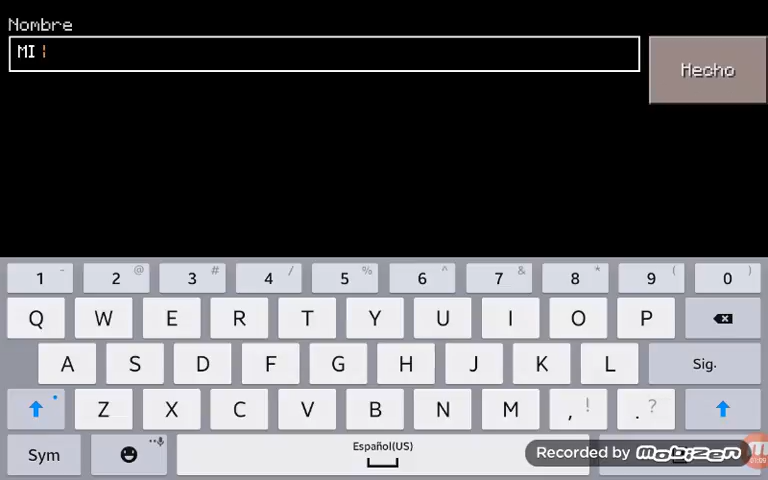 Nombre
MI
Hecho
1 - 2 @ 3 # 4 / 5 % 6 ^ 7 & 8 * 9 ( 0 )
Q W E R T Y U I O P
A S D F G H J K L Sig.
Z X C V B N M , ! . ?
Sym Español(US) Recorded by mobizen